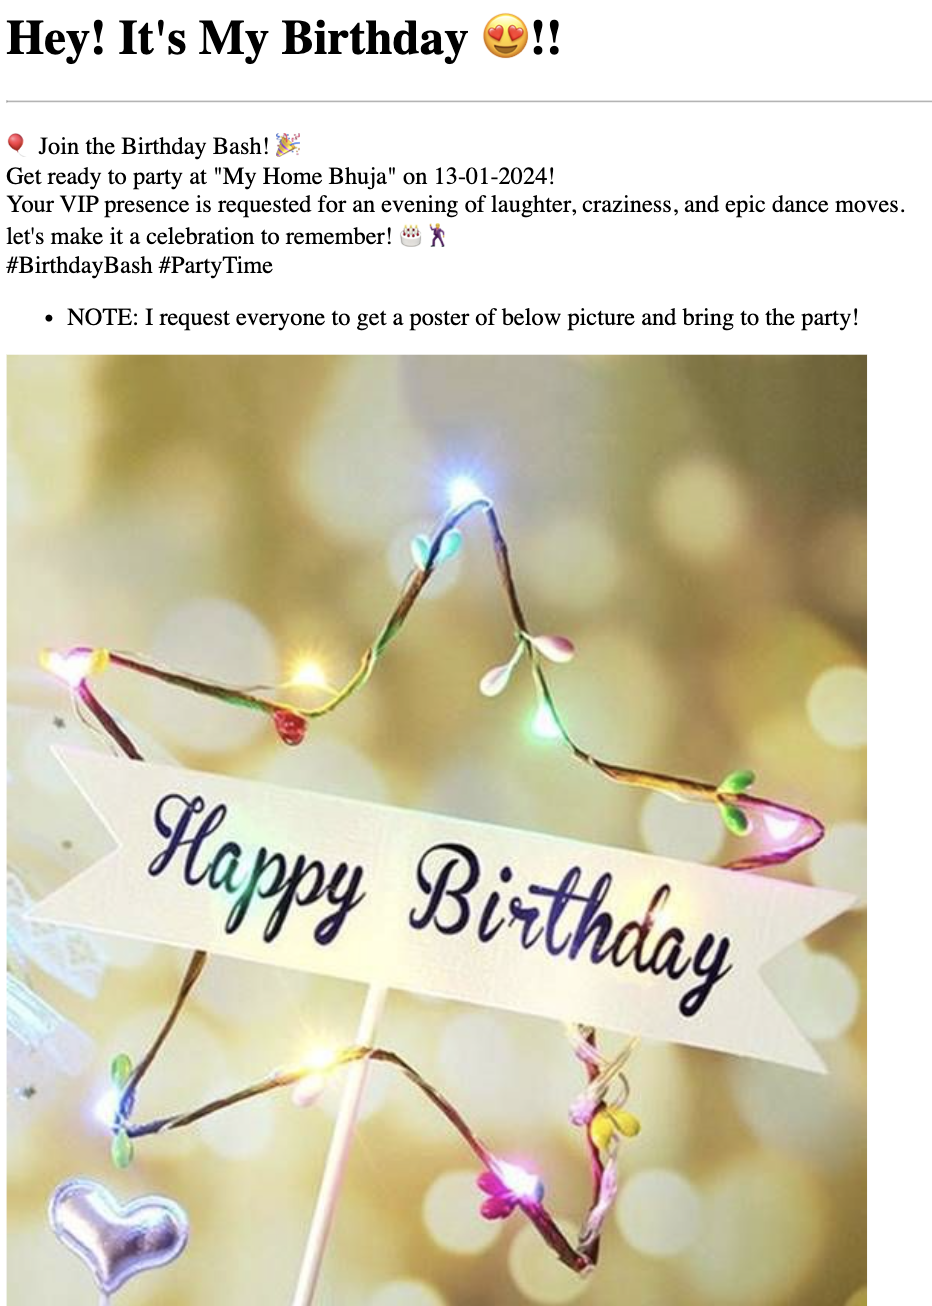 Hey! It's My Birthday 😍!!
🎈 Join the Birthday Bash! 🎉
Get ready to party at "My Home Bhuja" on 13-01-2024!
Your VIP presence is requested for an evening of laughter, craziness, and epic dance moves.
let's make it a celebration to remember! 🎂🕺
#BirthdayBash #PartyTime
• NOTE: I request everyone to get a poster of below picture and bring to the party!
Happy Birthday